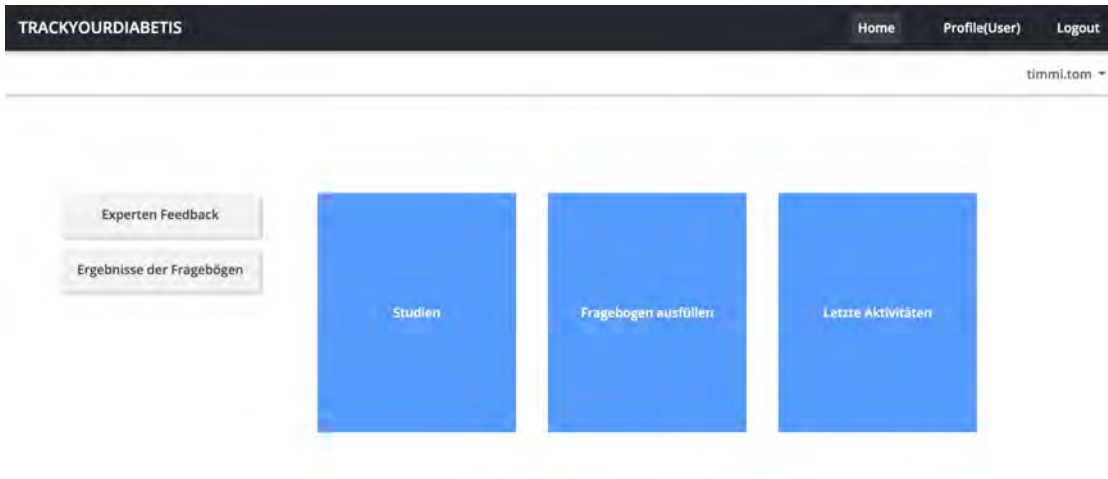 TRACKYOURDIABETIS
Home Profile(User) Logout
timmi.tom
Experten Feedback
Ergebnisse der Fragebögen
Studien
Fragebogen ausfüllen
Letzte Aktivitäten